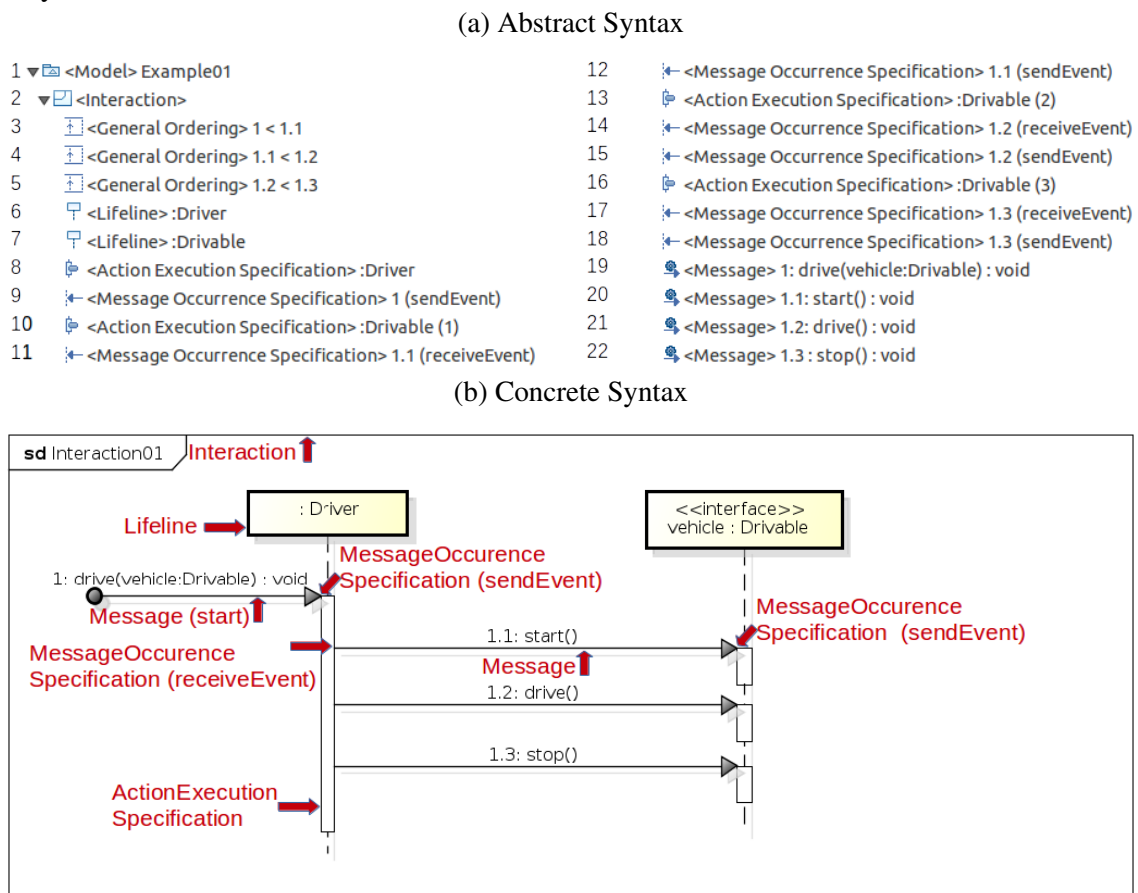 (a) Abstract Syntax
1 <Model> Example01
2 <Interaction>
3 <General Ordering> 1 < 1.1
4 <General Ordering> 1.1 < 1.2
5 <General Ordering> 1.2 < 1.3
6 <Lifeline> :Driver
7 <Lifeline> :Drivable
8 <Action Execution Specification> :Driver
9 <Message Occurrence Specification> 1 (sendEvent)
10 <Action Execution Specification> :Drivable (1)
11 <Message Occurrence Specification> 1.1 (receiveEvent)
12 <Message Occurrence Specification> 1.1 (sendEvent)
13 <Action Execution Specification> :Drivable (2)
14 <Message Occurrence Specification> 1.2 (receiveEvent)
15 <Message Occurrence Specification> 1.2 (sendEvent)
16 <Action Execution Specification> :Drivable (3)
17 <Message Occurrence Specification> 1.3 (receiveEvent)
18 <Message Occurrence Specification> 1.3 (sendEvent)
19 <Message> 1: drive(vehicle:Drivable) : void
20 <Message> 1.1: start() : void
21 <Message> 1.2: drive() : void
22 <Message> 1.3 : stop() : void
(b) Concrete Syntax
sd Interaction01
Interaction
Lifeline
: Driver
<<interface>>
vehicle : Drivable
MessageOccurence
Specification (sendEvent)
1: drive(vehicle:Drivable) : void
Message (start)
MessageOccurence
Specification (sendEvent)
MessageOccurence
Specification (receiveEvent)
1.1: start()
Message
1.2: drive()
1.3: stop()
ActionExecution
Specification